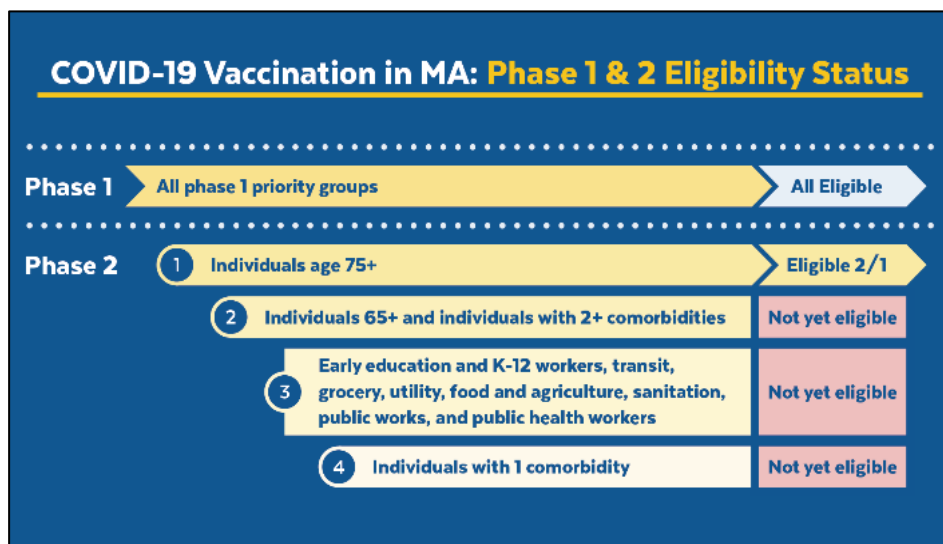 COVID-19 Vaccination in MA: Phase 1 & 2 Eligibility Status
Phase 1
All phase 1 priority groups
All Eligible
Phase 2
1
Individuals age 75+
Eligible 2/1
2
Individuals 65+ and individuals with 2+ comorbidities
Not yet eligible
3
Early education and K-12 workers, transit,
grocery, utility, food and agriculture, sanitation,
public works, and public health workers
Not yet eligible
4
Individuals with 1 comorbidity
Not yet eligible